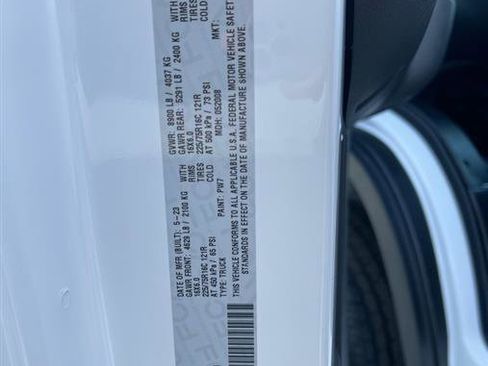 DATE OF MFR (BUILT): 5-23 GVWR: 8900 LB / 4037 KG
GAWR FRONT: 4629 LB / 2100 KG WITH GAWR REAR: 5291 LB / 2400 KG WITH
16X6.0 RIMS 16X6.0 RIMS
225/75R16C 121R TIRES 225/75R16C 121R TIRES
AT 450 kPa / 65 PSI COLD AT 500 kPa / 73 PSI COLD
TYPE: TRUCK PAINT: PW7 MDH: 052008 MKT:
THIS VEHICLE CONFORMS TO ALL APPLICABLE U.S.A. FEDERAL MOTOR VEHICLE SAFET
STANDARDS IN EFFECT ON THE DATE OF MANUFACTURE SHOWN ABOVE.